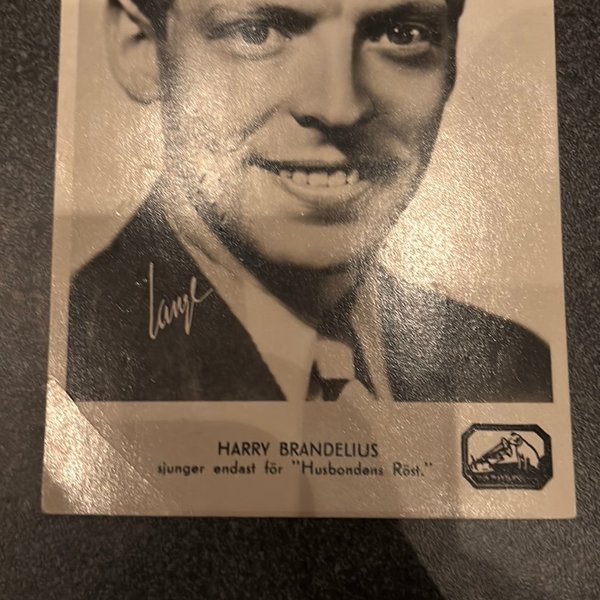 Lange
HARRY BRANDELIUS
sjunger endast för "Husbondens Röst."